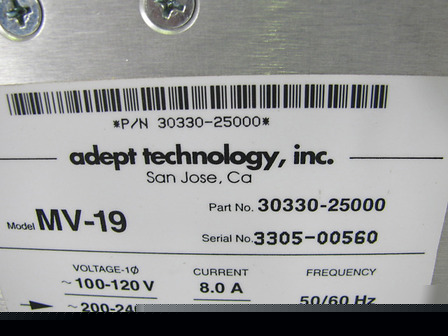 *P/N 30330-25000*
adept technology, inc.
San Jose, Ca
Part No. 30330-25000
Model MV-19
Serial No. 3305-00560
VOLTAGE-1Ø CURRENT FREQUENCY
~100-120 V 8.0 A 50/60 Hz